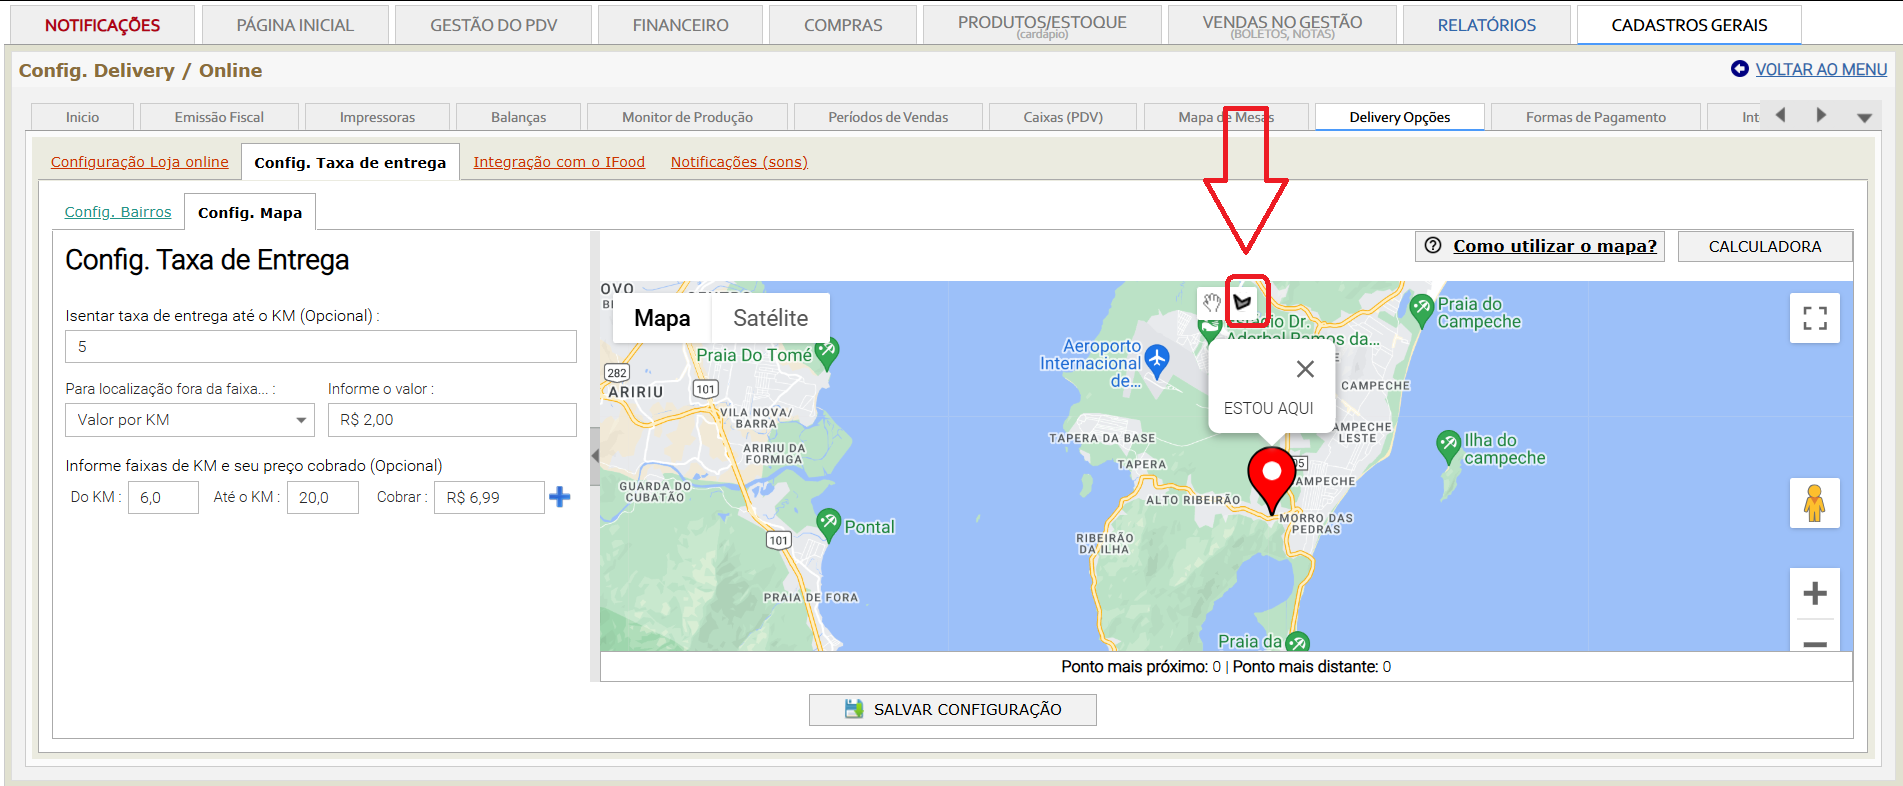 NOTIFICAÇÕES
PÁGINA INICIAL
GESTÃO DO PDV
FINANCEIRO
COMPRAS
PRODUTOS/ESTOQUE
(cardápio)
VENDAS NO GESTÃO
(BOLETOS, NOTAS)
RELATÓRIOS
CADASTROS GERAIS
Config. Delivery / Online
VOLTAR AO MENU
Inicio
Emissão Fiscal
Impressoras
Balanças
Monitor de Produção
Períodos de Vendas
Caixas (PDV)
Mapa de Mesas
Delivery Opções
Formas de Pagamento
Int
Configuração Loja online
Config. Taxa de entrega
Integração com o IFood
Notificações (sons)
Config. Bairros
Config. Mapa
Config. Taxa de Entrega
Como utilizar o mapa?
CALCULADORA
Isentar taxa de entrega até o KM (Opcional) :
5
Para localização fora da faixa... :
Informe o valor :
Valor por KM
R$ 2,00
Informe faixas de KM e seu preço cobrado (Opcional)
Do KM :
6,0
Até o KM :
20,0
Cobrar :
R$ 6,99
OVO
Mapa
Satélite
Praia Do Tomé
282
ARIRIU
101
VILA NOVA/
BARRA
ARIRIU DA
FORMIGA
GUARDA DO
CUBATÃO
101
Pontal
PRAIA DE FORA
Dr.
Aderbal Ramos da...
Aeroporto
Internacional
de...
Praia do
Campeche
CAMPECHE
ESTOU AQUI
AMPECHE
LESTE
Ilha do
campeche
TAPERA DA BASE
TAPERA
05
AMPECHE
ALTO RIBEIRÃO
MORRO DAS
PEDRAS
RIBEIRÃO
DA ILHA
Praia da
Ponto mais próximo: 0 | Ponto mais distante: 0
SALVAR CONFIGURAÇÃO